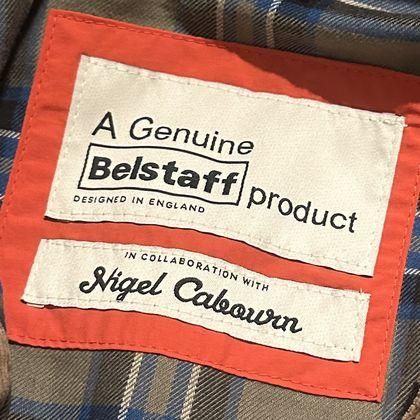 A Genuine
Belstaff product
DESIGNED IN ENGLAND
IN COLLABORATION WITH
Nigel Cabourn